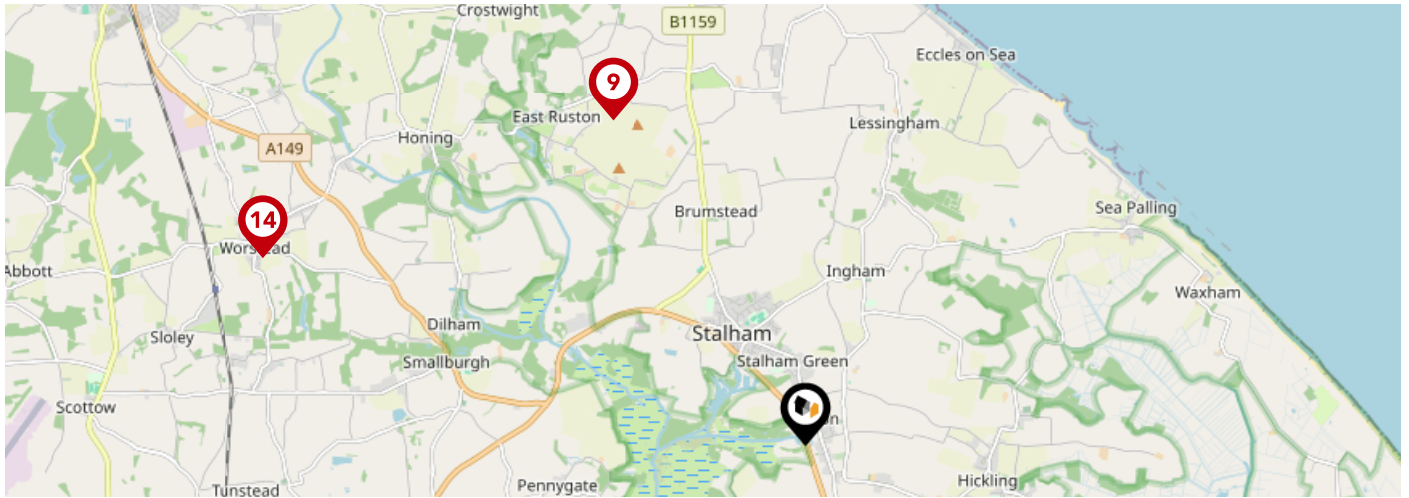 Crostwight
B1159
Eccles on Sea
9
East Ruston
Lessingham
Honing
A149
Sea Palling
14
Brumstead
Worstead
Abbott
Ingham
Waxham
Dilham
Stalham
Sloley
Smallburgh
Stalham Green
Scottow
on
Hickling
Pennygate
Tunstead